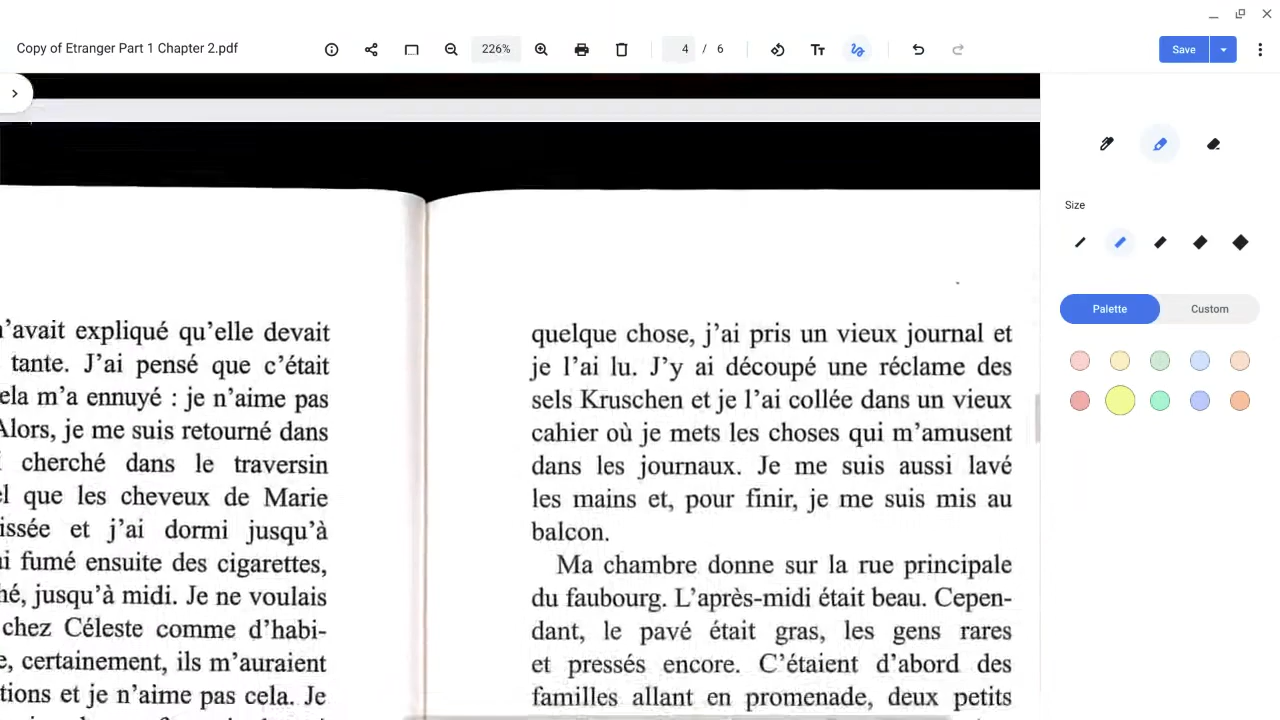 Copy of Etranger Part 1 Chapter 2.pdf
226%
4 / 6
Save
Size
Palette
Custom
n'avait expliqué qu'elle devait
tante. J'ai pensé que c'était
ela m'a ennuyé : je n'aime pas
Alors, je me suis retourné dans
cherché dans le traversin
el que les cheveux de Marie
issée et j'ai dormi jusqu'à
ai fumé ensuite des cigarettes,
hé, jusqu'à midi. Je ne voulais
chez Céleste comme d'habi-
e, certainement, ils m'auraient
tions et je n'aime pas cela. Je
quelque chose, j'ai pris un vieux journal et
je l'ai lu. J'y ai découpé une réclame des
sels Kruschen et je l'ai collée dans un vieux
cahier où je mets les choses qui m'amusent
dans les journaux. Je me suis aussi lavé
les mains et, pour finir, je me suis mis au
balcon.
Ma chambre donne sur la rue principale
du faubourg. L'après-midi était beau. Cepen-
dant, le pavé était gras, les gens rares
et pressés encore. C'étaient d'abord des
familles allant en promenade, deux petits